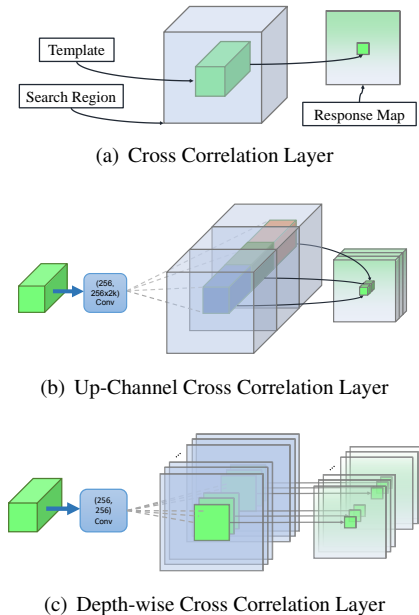 Template
Search Region
Response Map
(a) Cross Correlation Layer
(256,
256x2k)
Conv
(b) Up-Channel Cross Correlation Layer
...
(256,
256)
Conv
...
(c) Depth-wise Cross Correlation Layer